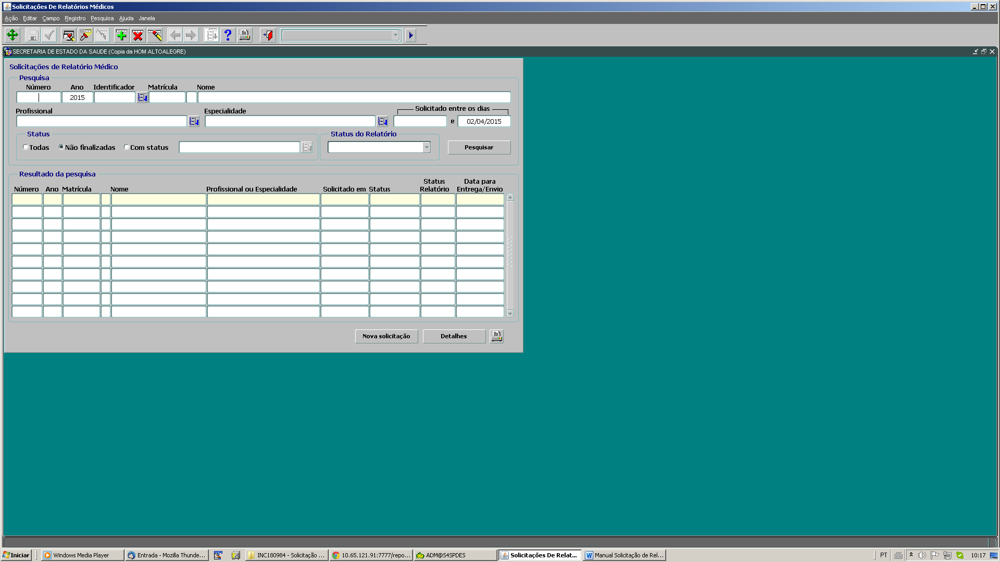 Solicitações De Relatórios Médicos
Ação Editar Campo Registro Pesquisa Ajuda Janela
SECRETARIA DE ESTADO DA SAUDE (Copia da HOM ALTOALEGRE)
Solicitações de Relatório Médico
Pesquisa
Número Ano Identificador Matrícula Nome
2015
Profissional Especialidade Solicitado entre os dias
e 02/04/2015
Status Status do Relatório
Todas Não finalizadas Com status Pesquisar
Resultado da pesquisa
Número Ano Matrícula Nome Profissional ou Especialidade Solicitado em Status Status Relatório Data para Entrega/Envio
Nova solicitação Detalhes
Iniciar Windows Media Player Entrada - Mozilla Thunde... INC180984 - Solicitação ... 10.65.121.91:7777/repo... ADM@S4SPDES Solicitações De Relat... Manual Solicitação de Rel... PT 10:17